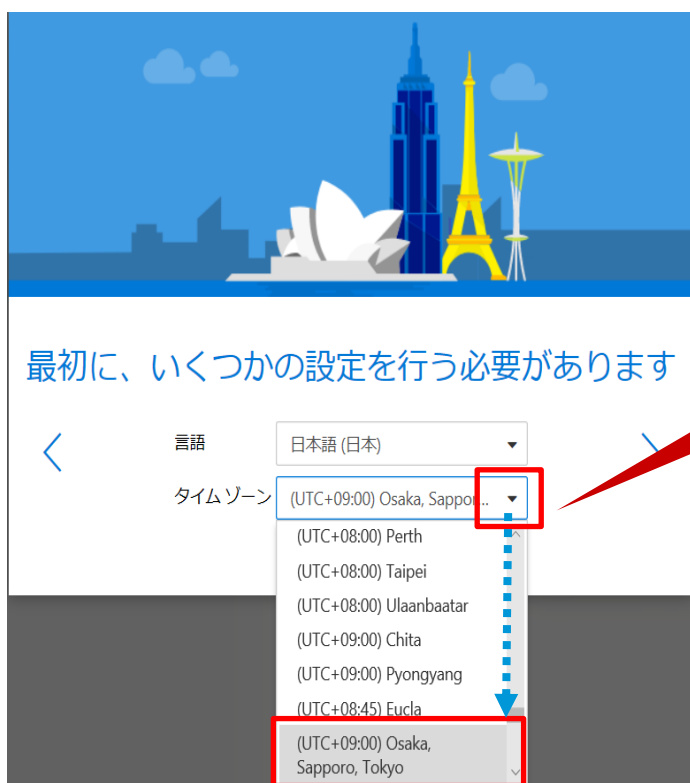 最初に、いくつかの設定を行う必要があります
言語
日本語 (日本)
タイム ゾーン
(UTC+09:00) Osaka, Sappor...
(UTC+08:00) Perth
(UTC+08:00) Taipei
(UTC+08:00) Ulaanbaatar
(UTC+09:00) Chita
(UTC+09:00) Pyongyang
(UTC+08:45) Eucla
(UTC+09:00) Osaka,
Sapporo, Tokyo